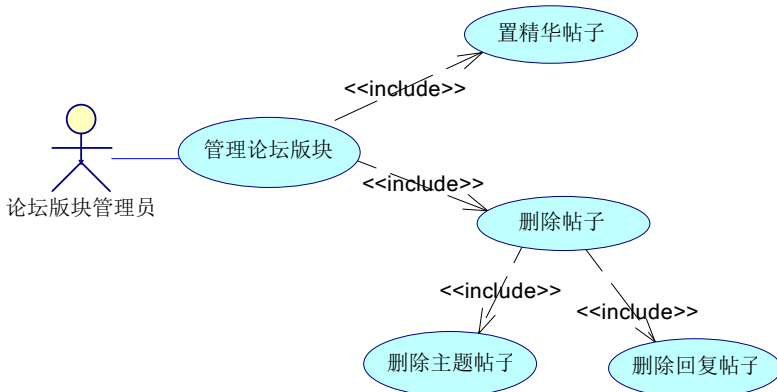 置精华帖子
<<include>>
管理论坛版块
<<include>>
论坛版块管理员
删除帖子
<<include>>
<<include>>
删除主题帖子
删除回复帖子